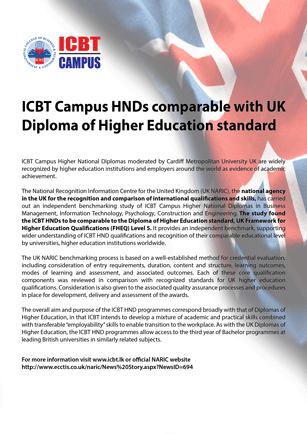 ICBT
CAMPUS
ICBT Campus HNDs comparable with UK
Diploma of Higher Education standard
ICBT Campus Higher National Diplomas moderated by Cardiff Metropolitan University UK are widely
recognized by higher education institutions and employers around the world as evidence of academic
achievement.
The National Recognition Information Centre for the United Kingdom (UK NARIC), the national agency
in the UK for the recognition and comparison of international qualifications and skills, has carried
out an independent benchmarking study of ICBT Campus Higher National Diplomas in Business
Management, Information Technology, Psychology, Construction and Engineering. The study found
the ICBT HNDs to be comparable to the Diploma of Higher Education standard, UK Framework for
Higher Education Qualifications (FHEQ) Level 5. It provides an independent benchmark, supporting
wider understanding of ICBT HND qualifications and recognition of their comparable educational level
by universities, higher education institutions worldwide.
The UK NARIC benchmarking process is based on a well-established method for credential evaluation,
including consideration of entry requirements, duration, content and structure, learning outcomes,
modes of learning and assessment, and associated outcomes. Each of these core qualification
components was reviewed in comparison with recognized standards for UK higher education
qualifications. Consideration is also given to the associated quality assurance processes and procedures
in place for development, delivery and assessment of the awards.
The overall aim and purpose of the ICBT HND programmes correspond broadly with that of Diplomas of
Higher Education, in that ICBT intends to develop a mixture of academic and practical skills combined
with transferable "employability" skills to enable transition to the workplace. As with the UK Diplomas of
Higher Education, the ICBT HND programmes allow access to the third year of Bachelor programmes at
leading British universities in similarly related subjects.
For more information visit www.icbt.lk or official NARIC website
http://www.ecctis.co.uk/naric/News%20Story.aspx?NewsID=694